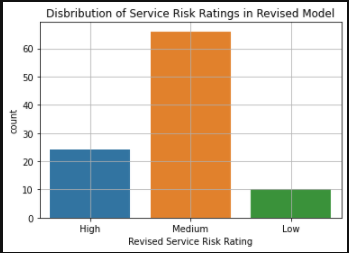 Disbribution of Service Risk Ratings in Revised Model
60
50
40
30
20
10
0
count
High Medium Low
Revised Service Risk Rating